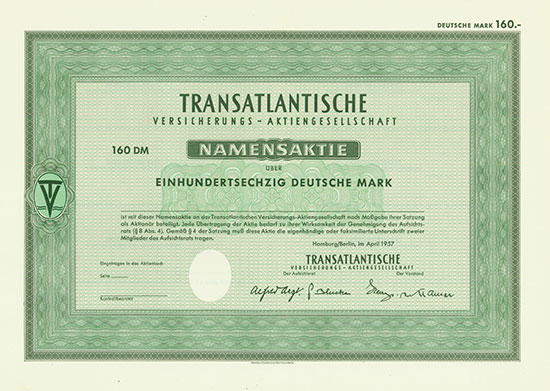 DEUTSCHE MARK 160.-
TRANSATLANTISCHE
VERSICHERUNGS - AKTIENGESELLSCHAFT
160 DM
NAMENSAKTIE
ÜBER
EINHUNDERTSECHZIG DEUTSCHE MARK
ist mit dieser Namensaktie an der Transatlantischen Versicherungs-Aktiengesellschaft nach Maßgabe ihrer Satzung
als Aktionär beteiligt. Jede Übertragung der Aktie bedarf zu ihrer Wirksamkeit der Genehmigung des Aufsichts-
rats (§ 8 Abs. 4). Gemäß § 4 der Satzung muß diese Aktie die eigenhändige oder faksimilierte Unterschrift zweier
Mitglieder des Aufsichtsrats tragen.
Hamburg/Berlin, im April 1957
TRANSATLANTISCHE
VERSICHERUNGS - AKTIENGESELLSCHAFT
Der Aufsichtsrat Der Vorstand
Eingetragen in das Aktienbuch
Seite
Kontrollbeamter
TV